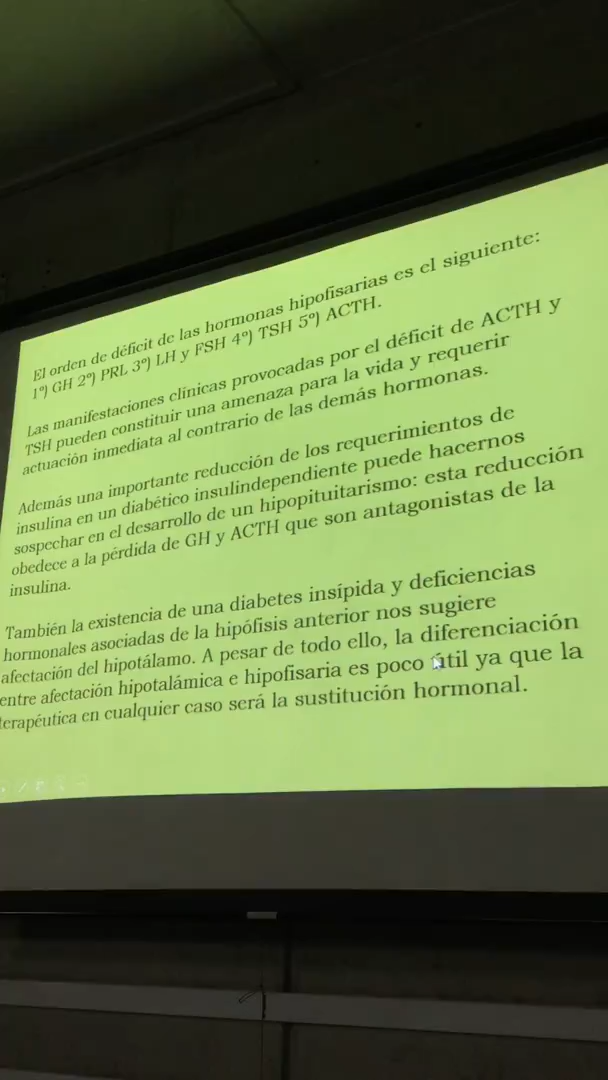 El orden de déficit de las hormonas hipofisarias es el siguiente:
1º) GH 2º) PRL 3º) LH y FSH 4º) TSH 5º) ACTH.
Las manifestaciones clínicas provocadas por el déficit de ACTH y
TSH pueden constituir una amenaza para la vida y requerir
actuación inmediata al contrario de las demás hormonas.
Además una importante reducción de los requerimientos de
insulina en un diabético insulindependiente puede hacernos
sospechar en el desarrollo de un hipopituitarismo: esta reducción
obedece a la pérdida de GH y ACTH que son antagonistas de la
insulina.
También la existencia de una diabetes insípida y deficiencias
hormonales asociadas de la hipófisis anterior nos sugiere
afectación del hipotálamo. A pesar de todo ello, la diferenciación
entre afectación hipotalámica e hipofisaria es poco útil ya que la
terapéutica en cualquier caso será la sustitución hormonal.